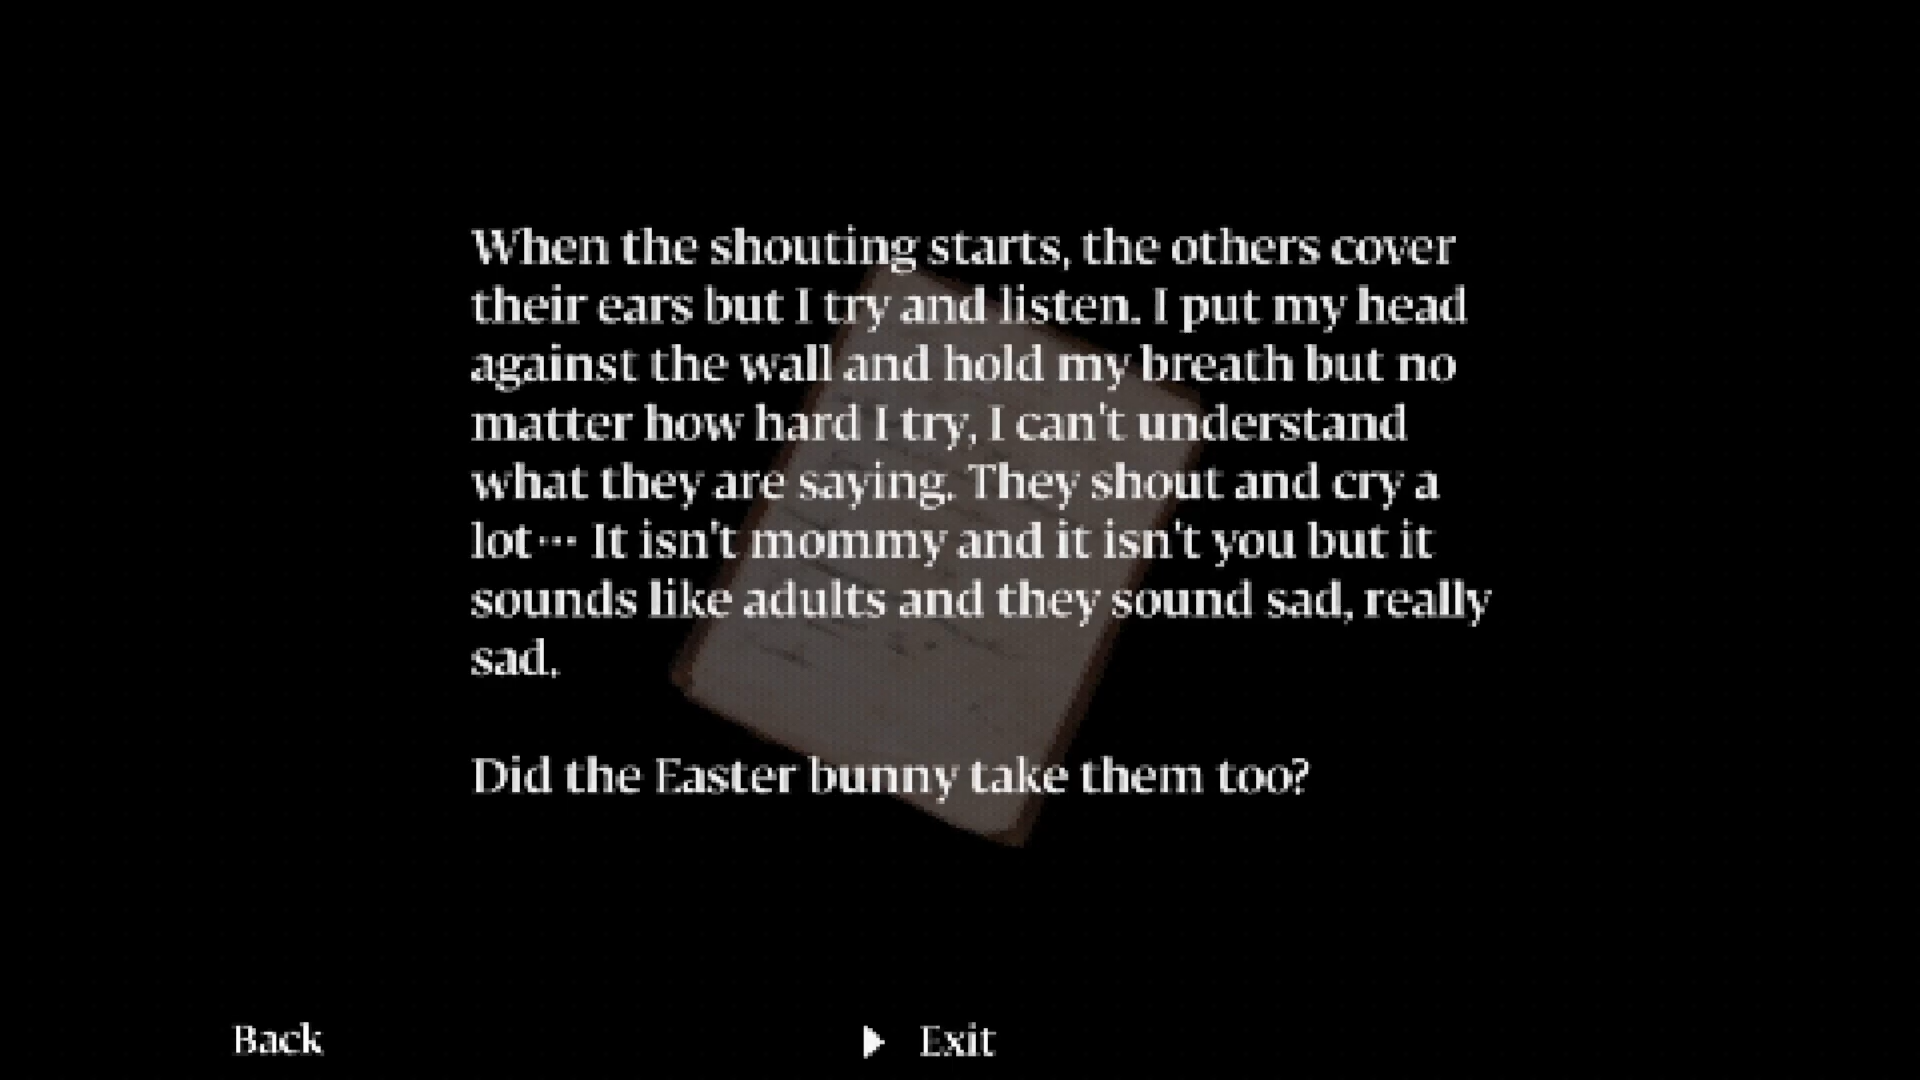 When the shouting starts, the others cover
their ears but I try and listen. I put my head
against the wall and hold my breath but no
matter how hard I try, I can't understand
what they are saying. They shout and cry a
lot··· It isn't mommy and it isn't you but it
sounds like adults and they sound sad, really
sad.
Did the Easter bunny take them too?
Back
Exit